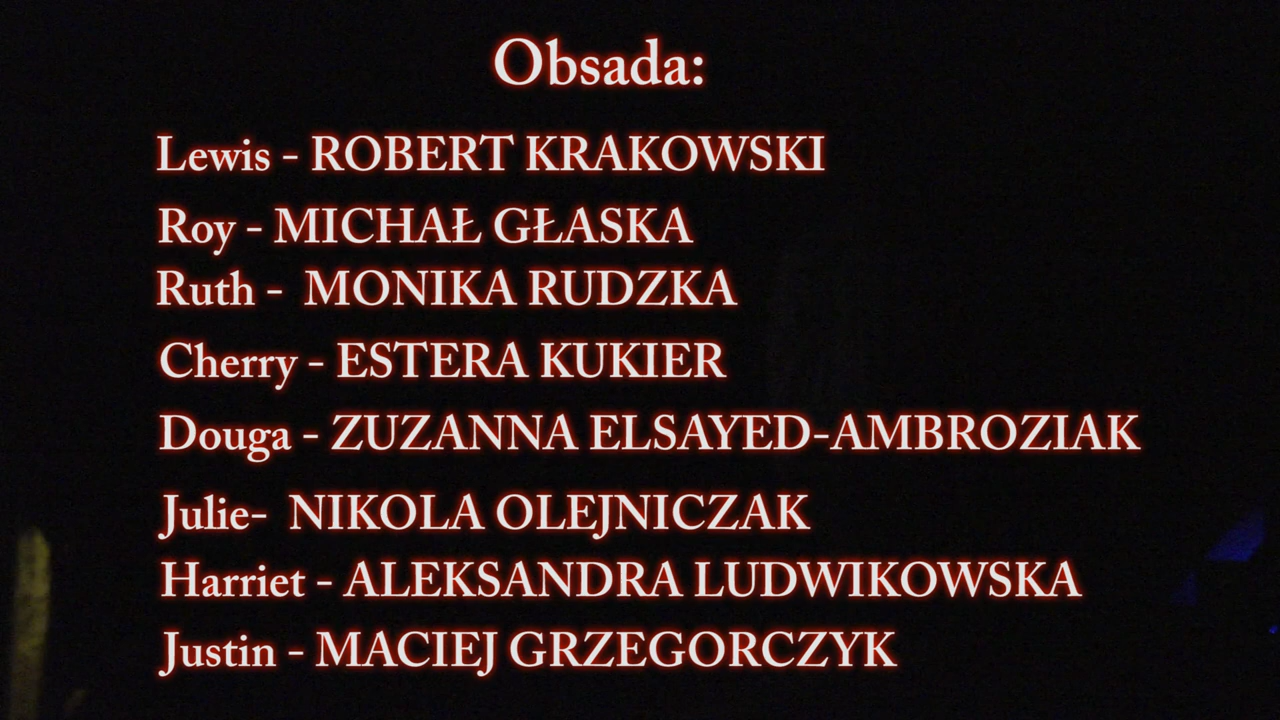 Obsada:
Lewis - ROBERT KRAKOWSKI
Roy - MICHAŁ GŁASKA
Ruth - MONIKA RUDZKA
Cherry - ESTERA KUKIER
Douga - ZUZANNA ELSAYED-AMBROZIAK
Julie- NIKOLA OLEJNICZAK
Harriet - ALEKSANDRA LUDWIKOWSKA
Justin - MACIEJ GRZEGORCZYK